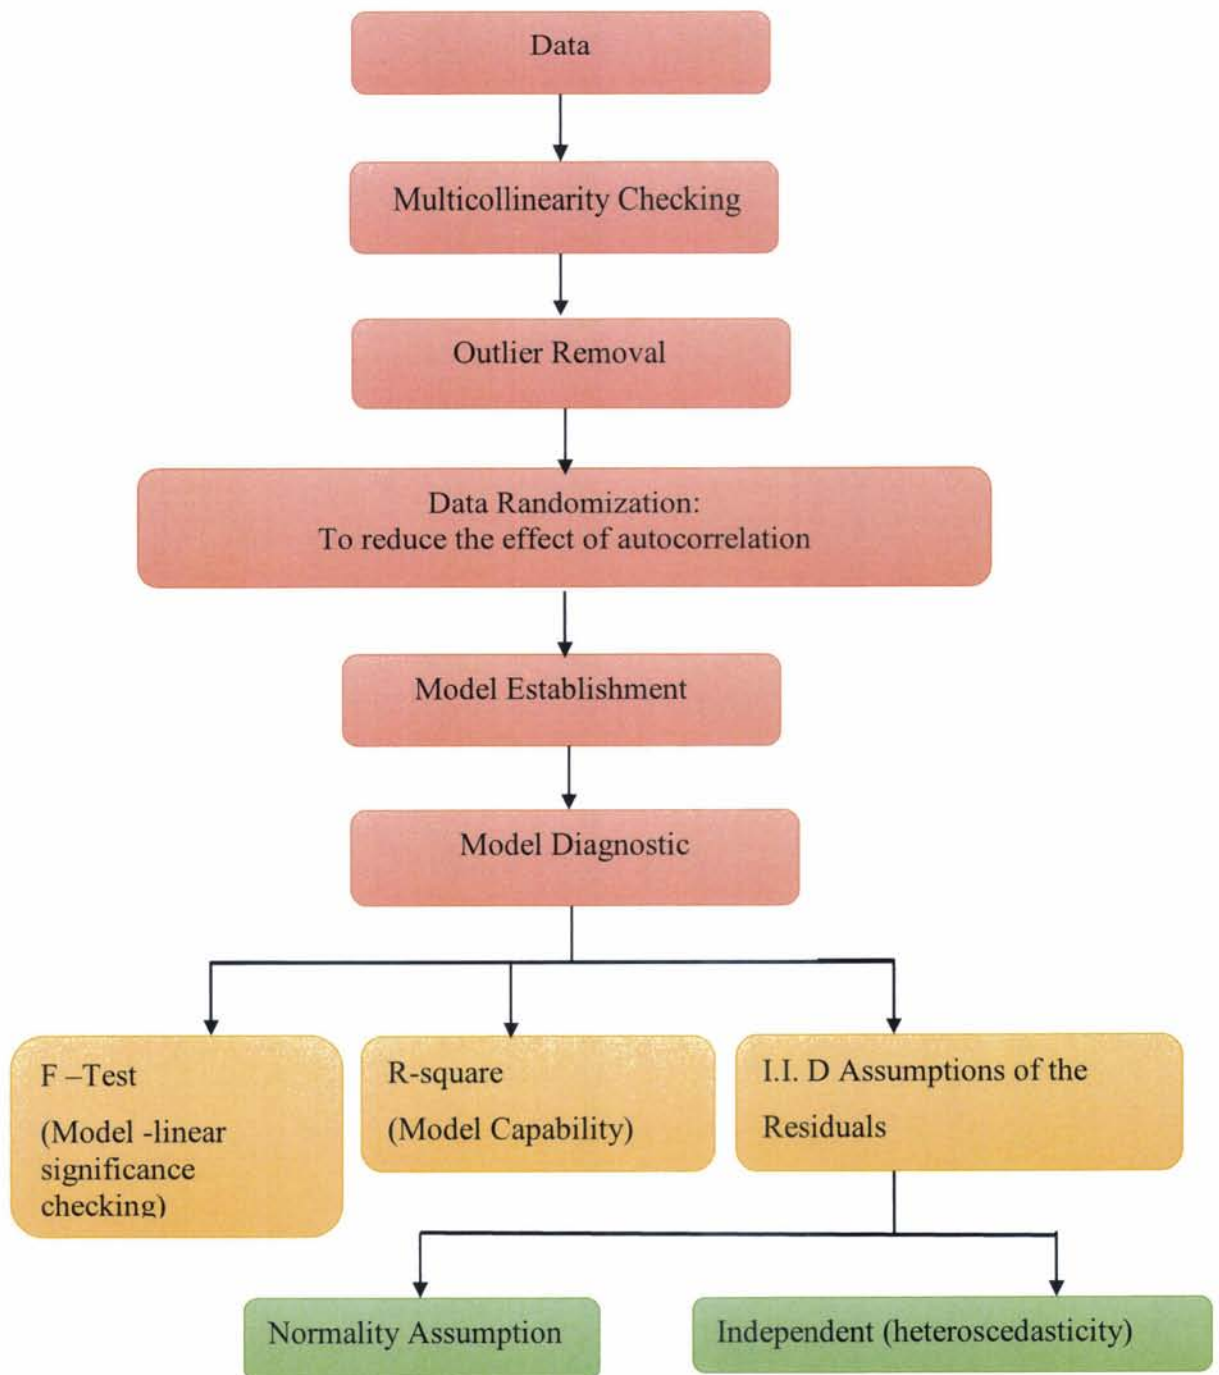 Data
Multicollinearity Checking
Outlier Removal
Data Randomization:
To reduce the effect of autocorrelation
Model Establishment
Model Diagnostic
F –Test
(Model -linear
significance
checking)
R-square
(Model Capability)
I.I. D Assumptions of the
Residuals
Normality Assumption
Independent (heteroscedasticity)